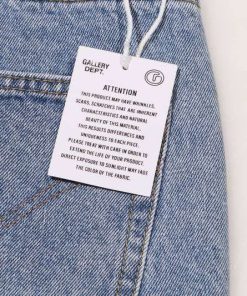 GALLERY
DEPT.
ATTENTION
THIS PRODUCT MAY HAVE WRINKLES,
SCARS, SCRATCHES THAT ARE INHERENT
CHARACTERISTICS AND NATURAL
BEAUTY OF THIS MATERIAL,
THIS RESULTS DIFFERENCES AND
UNIQUENESS TO EACH PIECE.
PLEASE TREAT WITH CARE IN ORDER TO
EXTEND THE LIFE OF YOUR PRODUCT.
DIRECT EXPOSURE TO SUNLIGHT MAY FAST
THE COLOR OF THE FABRIC.